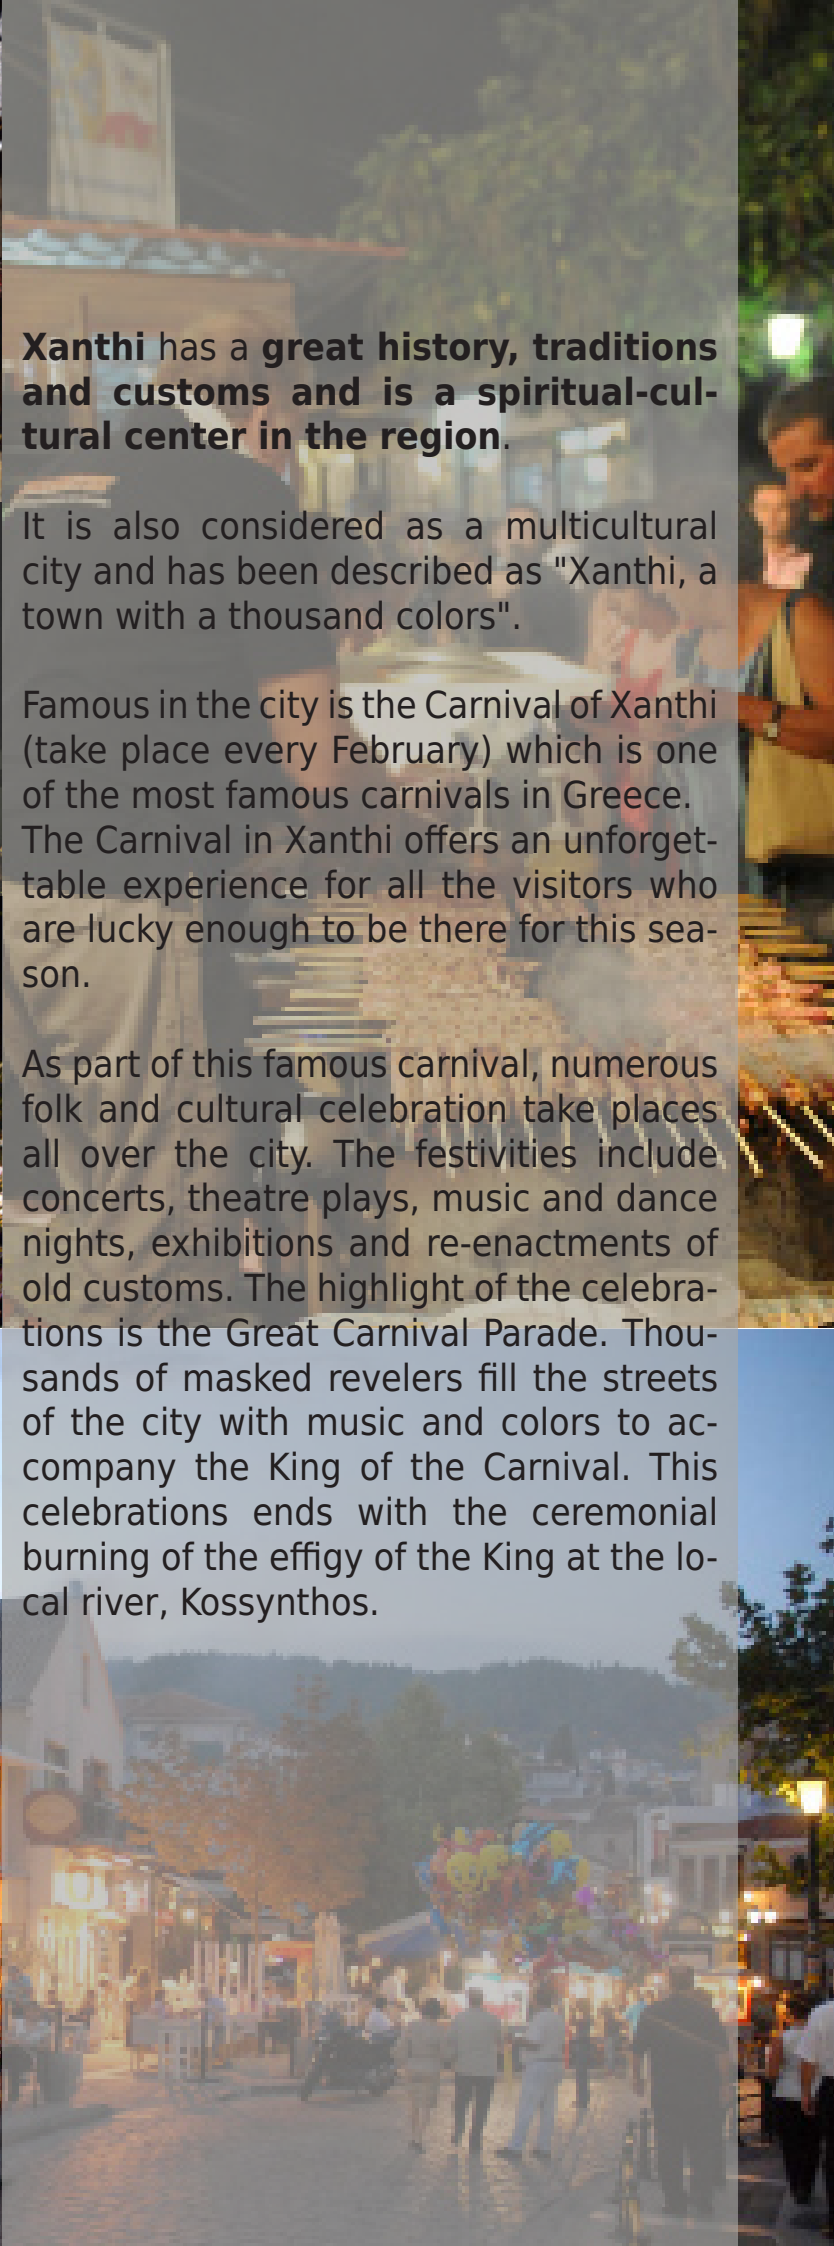 Xanthi has a great history, traditions
and customs and is a spiritual-cul-
tural center in the region.
It is also considered as a multicultural
city and has been described as "Xanthi, a
town with a thousand colors".
Famous in the city is the Carnival of Xanthi
(take place every February) which is one
of the most famous carnivals in Greece.
The Carnival in Xanthi offers an unforget-
table experience for all the visitors who
are lucky enough to be there for this sea-
son.
As part of this famous carnival, numerous
folk and cultural celebration take places
all over the city. The festivities include
concerts, theatre plays, music and dance
nights, exhibitions and re-enactments of
old customs. The highlight of the celebra-
tions is the Great Carnival Parade. Thou-
sands of masked revelers fill the streets
of the city with music and colors to ac-
company the King of the Carnival. This
celebrations ends with the ceremonial
burning of the effigy of the King at the lo-
cal river, Kossynthos.